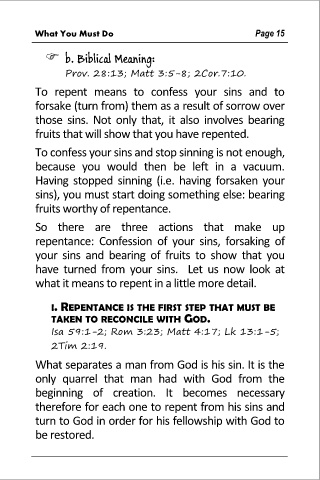 What You Must Do Page 15
☞ b. Biblical Meaning:
Prov. 28:13; Matt 3:5-8; 2Cor.7:10.
To repent means to confess your sins and to
forsake (turn from) them as a result of sorrow over
those sins. Not only that, it also involves bearing
fruits that will show that you have repented.
To confess your sins and stop sinning is not enough,
because you would then be left in a vacuum.
Having stopped sinning (i.e. having forsaken your
sins), you must start doing something else: bearing
fruits worthy of repentance.
So there are three actions that make up
repentance: Confession of your sins, forsaking of
your sins and bearing of fruits to show that you
have turned from your sins. Let us now look at
what it means to repent in a little more detail.
I. REPENTANCE IS THE FIRST STEP THAT MUST BE
TAKEN TO RECONCILE WITH GOD.
Isa 59:1-2; Rom 3:23; Matt 4:17; Lk 13:1-5;
2Tim 2:19.
What separates a man from God is his sin. It is the
only quarrel that man had with God from the
beginning of creation. It becomes necessary
therefore for each one to repent from his sins and
turn to God in order for his fellowship with God to
be restored.